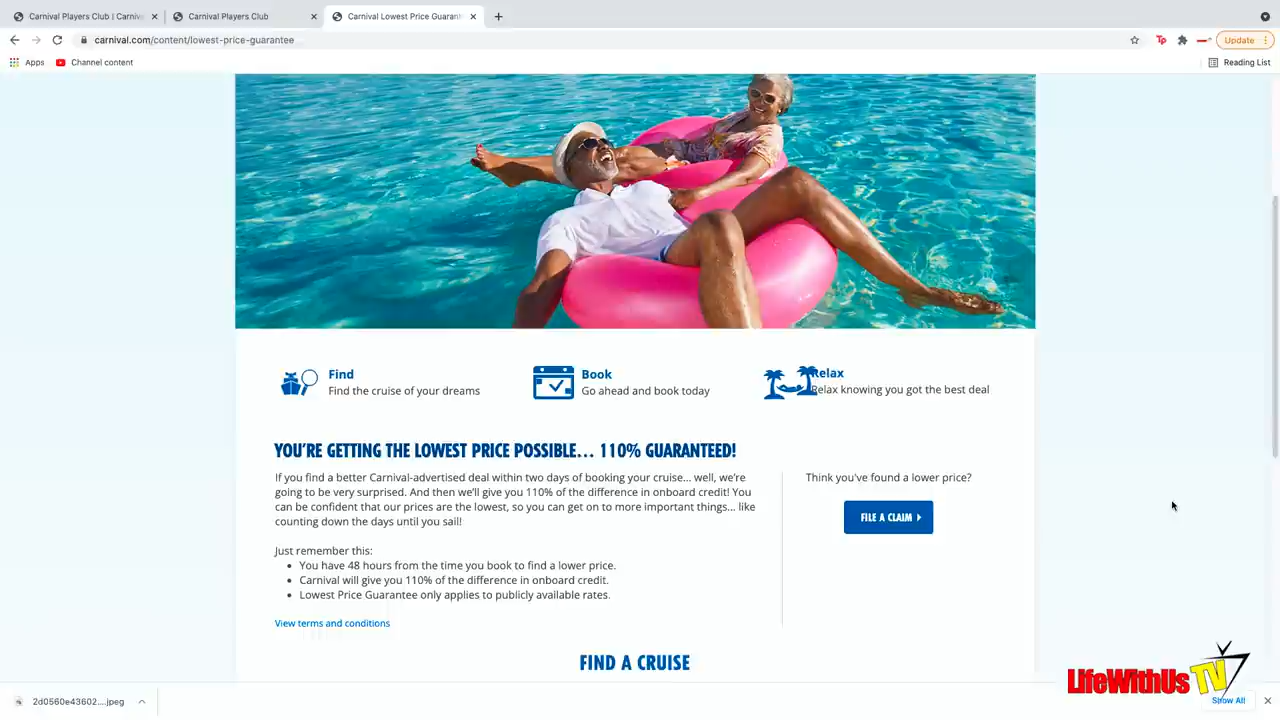 Carnival Players Club | Carniv
Carnival Players Club
Carnival Lowest Price Guarant
carnival.com/content/lowest-price-guarantee
Update
Apps
Channel content
Reading List
Find
Find the cruise of your dreams
Book
Go ahead and book today
Relax
Relax knowing you got the best deal
YOU'RE GETTING THE LOWEST PRICE POSSIBLE... 110% GUARANTEED!
If you find a better Carnival-advertised deal within two days of booking your cruise... well, we're
going to be very surprised. And then we'll give you 110% of the difference in onboard credit! You
can be confident that our prices are the lowest, so you can get on to more important things... like
counting down the days until you sail!
Just remember this:
• You have 48 hours from the time you book to find a lower price.
• Carnival will give you 110% of the difference in onboard credit.
• Lowest Price Guarantee only applies to publicly available rates.
View terms and conditions
Think you've found a lower price?
FILE A CLAIM
FIND A CRUISE
2d0560e43602....jpeg
Show All
LifeWithUsTV